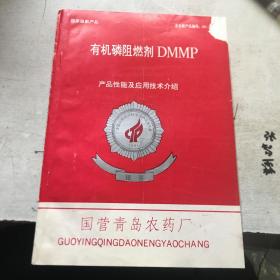 有机磷阻燃剂 DMMP
产品性能及应用技术介绍
国营青岛农药厂
GUOYINGQINGDAONENGYAOCHANG